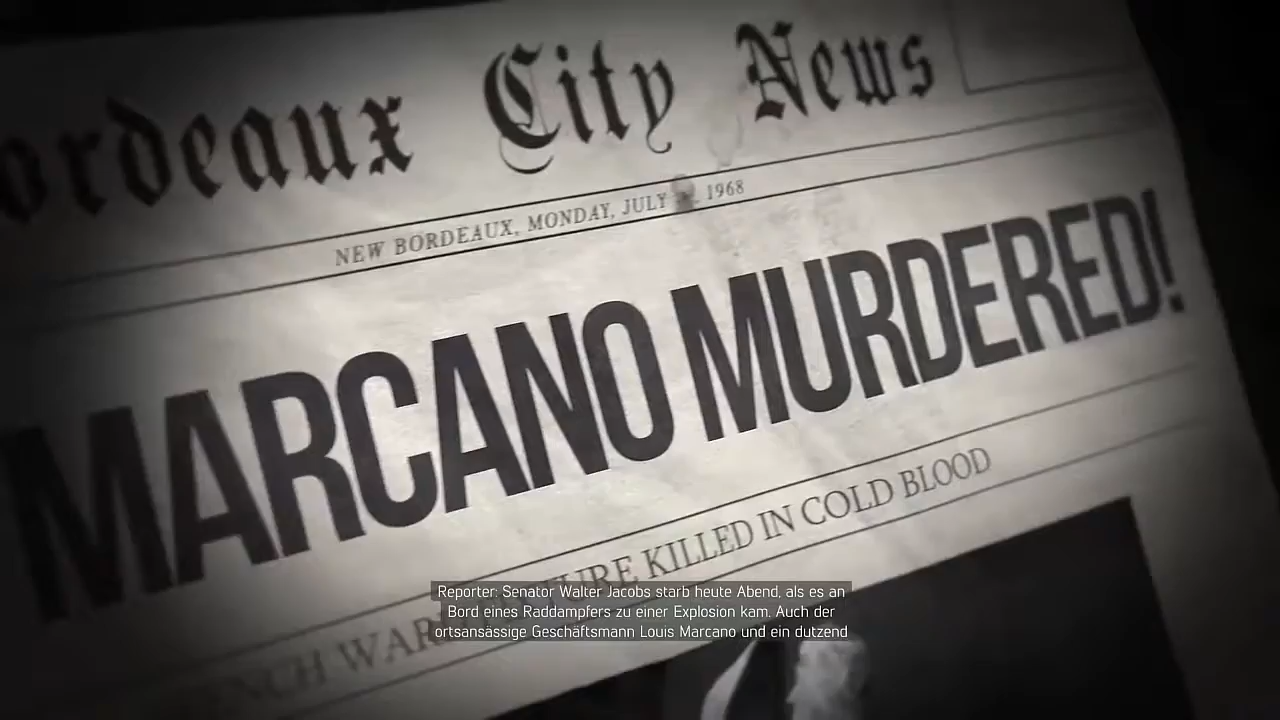 ordeaux City News
NEW BORDEAUX, MONDAY, JULY 1968
MARCANO MURDERED!
KILLED IN COLD BLOOD
Reporter: Senator Walter Jacobs starb heute Abend, als es an
Bord eines Raddampfers zu einer Explosion kam. Auch der
ortsansässige Geschäftsmann Louis Marcano und ein dutzend